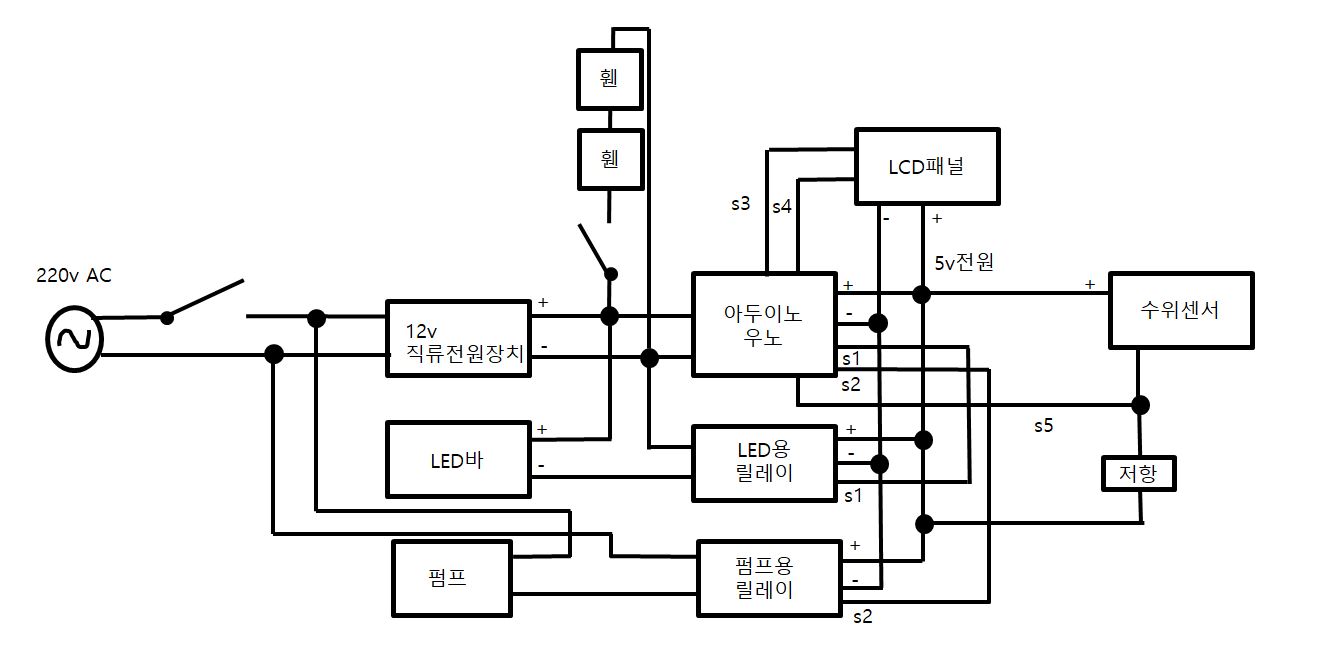 휀
휀
LCD패널
s3
s4
-
+
220v AC
5v전원
12v
직류전원장치
+
-
아두이노
우노
+
-
s1
s2
+
수위센서
s5
LED바
+
-
LED용
릴레이
+
-
s1
저항
펌프
펌프용
릴레이
+
-
s2